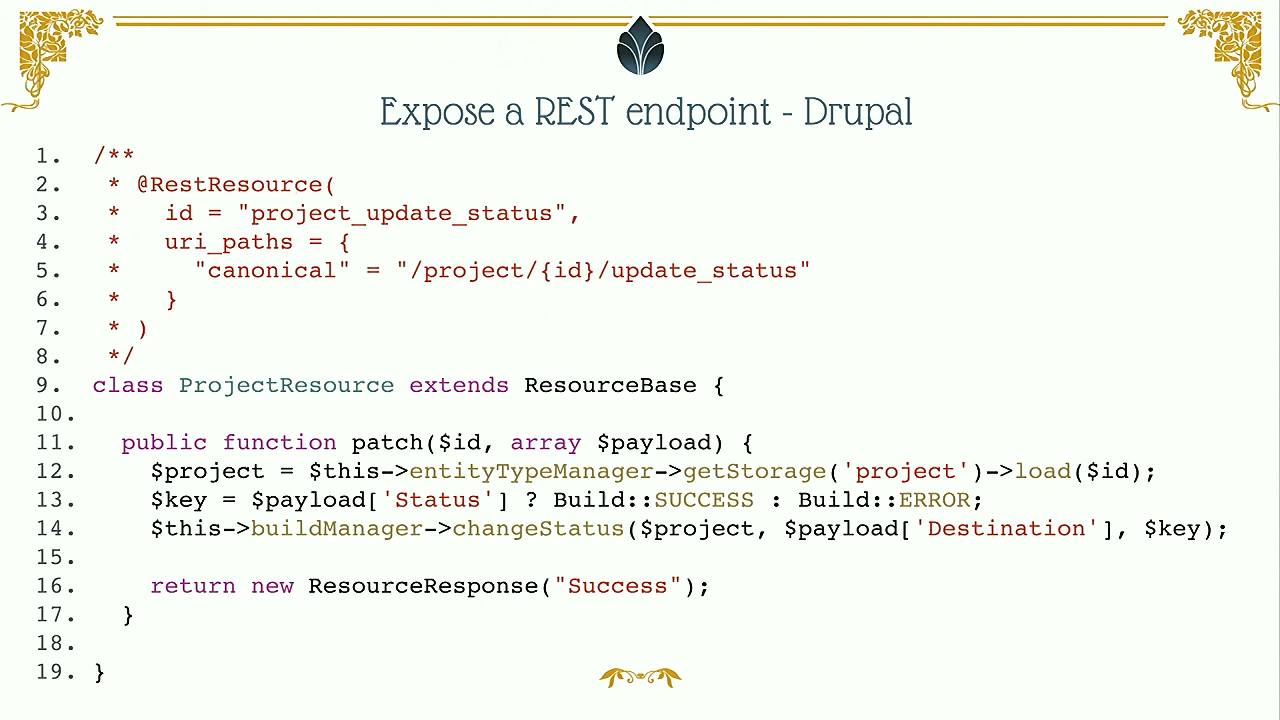 Expose a REST endpoint - Drupal
1. /**
2.  * @RestResource(
3.  *   id = "project_update_status",
4.  *   uri_paths = {
5.  *     "canonical" = "/project/{id}/update_status"
6.  *   }
7.  * )
8.  */
9. class ProjectResource extends ResourceBase {
10.
11.   public function patch($id, array $payload) {
12.     $project = $this->entityTypeManager->getStorage('project')->load($id);
13.     $key = $payload['Status'] ? Build::SUCCESS : Build::ERROR;
14.     $this->buildManager->changeStatus($project, $payload['Destination'], $key);
15.
16.     return new ResourceResponse("Success");
17.   }
18.
19. }